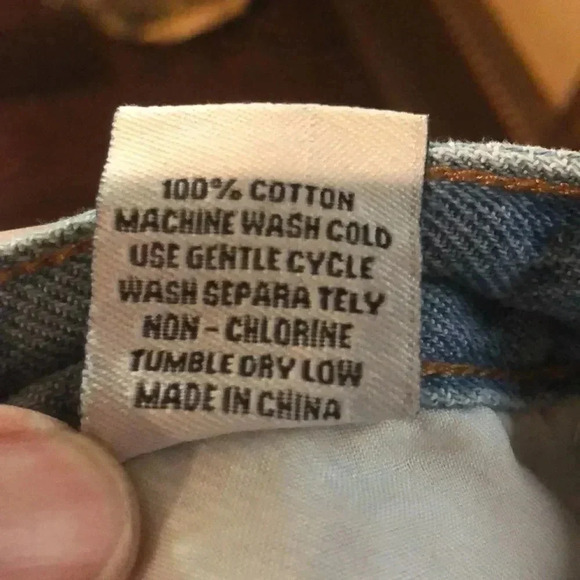 100% COTTON
MACHINE WASH COLD
USE GENTLE CYCLE
WASH SEPARA TELY
NON - CHLORINE
TUMBLE DRY LOW
MADE IN CHINA